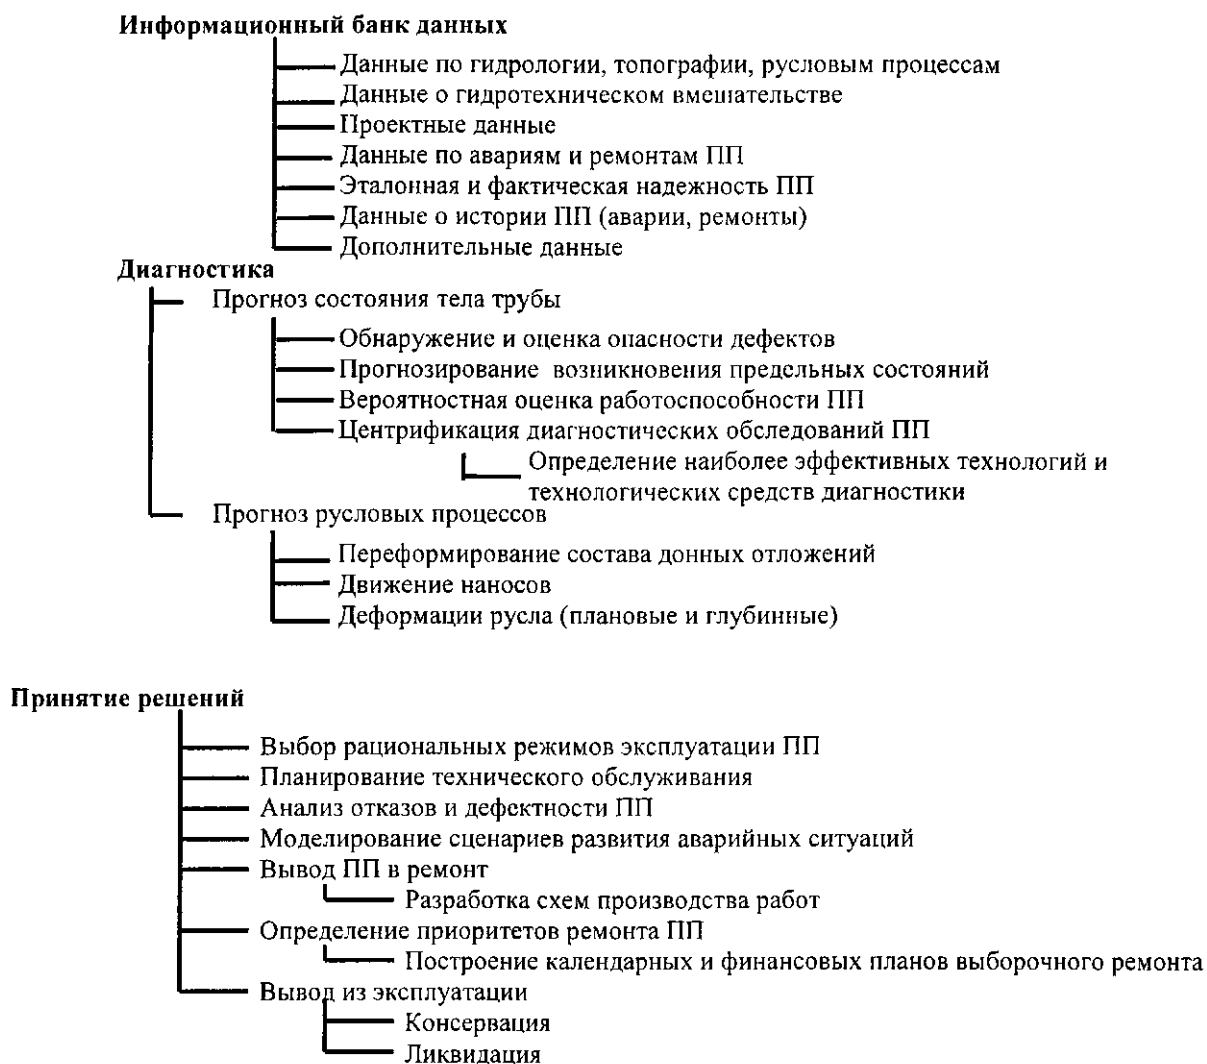 Информационный банк данных
Данные по гидрологии, топографии, русловым процессам
Данные о гидротехническом вмешательстве
Проектные данные
Данные по авариям и ремонтам ПП
Эталонная и фактическая надежность ПП
Данные о истории ПП (аварии, ремонты)
Дополнительные данные
Диагностика
Прогноз состояния тела трубы
Обнаружение и оценка опасности дефектов
Прогнозирование возникновения предельных состояний
Вероятностная оценка работоспособности ПП
Центрификация диагностических обследований ПП
Определение наиболее эффективных технологий и
технологических средств диагностики
Прогноз русловых процессов
Переформирование состава донных отложений
Движение наносов
Деформации русла (плановые и глубинные)
Принятие решений
Выбор рациональных режимов эксплуатации ПП
Планирование технического обслуживания
Анализ отказов и дефектности ПП
Моделирование сценариев развития аварийных ситуаций
Вывод ПП в ремонт
Разработка схем производства работ
Определение приоритетов ремонта ПП
Построение календарных и финансовых планов выборочного ремонта
Вывод из эксплуатации
Консервация
Ликвидация